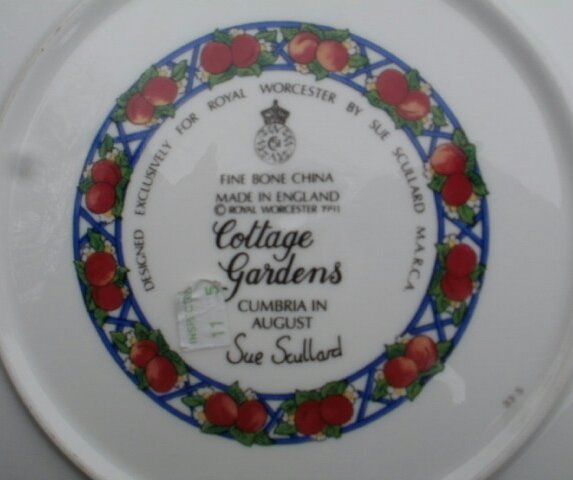 DESIGNED EXCLUSIVELY FOR ROYAL WORCESTER BY SUE SCULLARD M.A.R.C.A.
FINE BONE CHINA
MADE IN ENGLAND
© ROYAL WORCESTER 1991
Cottage
Gardens
CUMBRIA IN
AUGUST
Sue Scullard
11